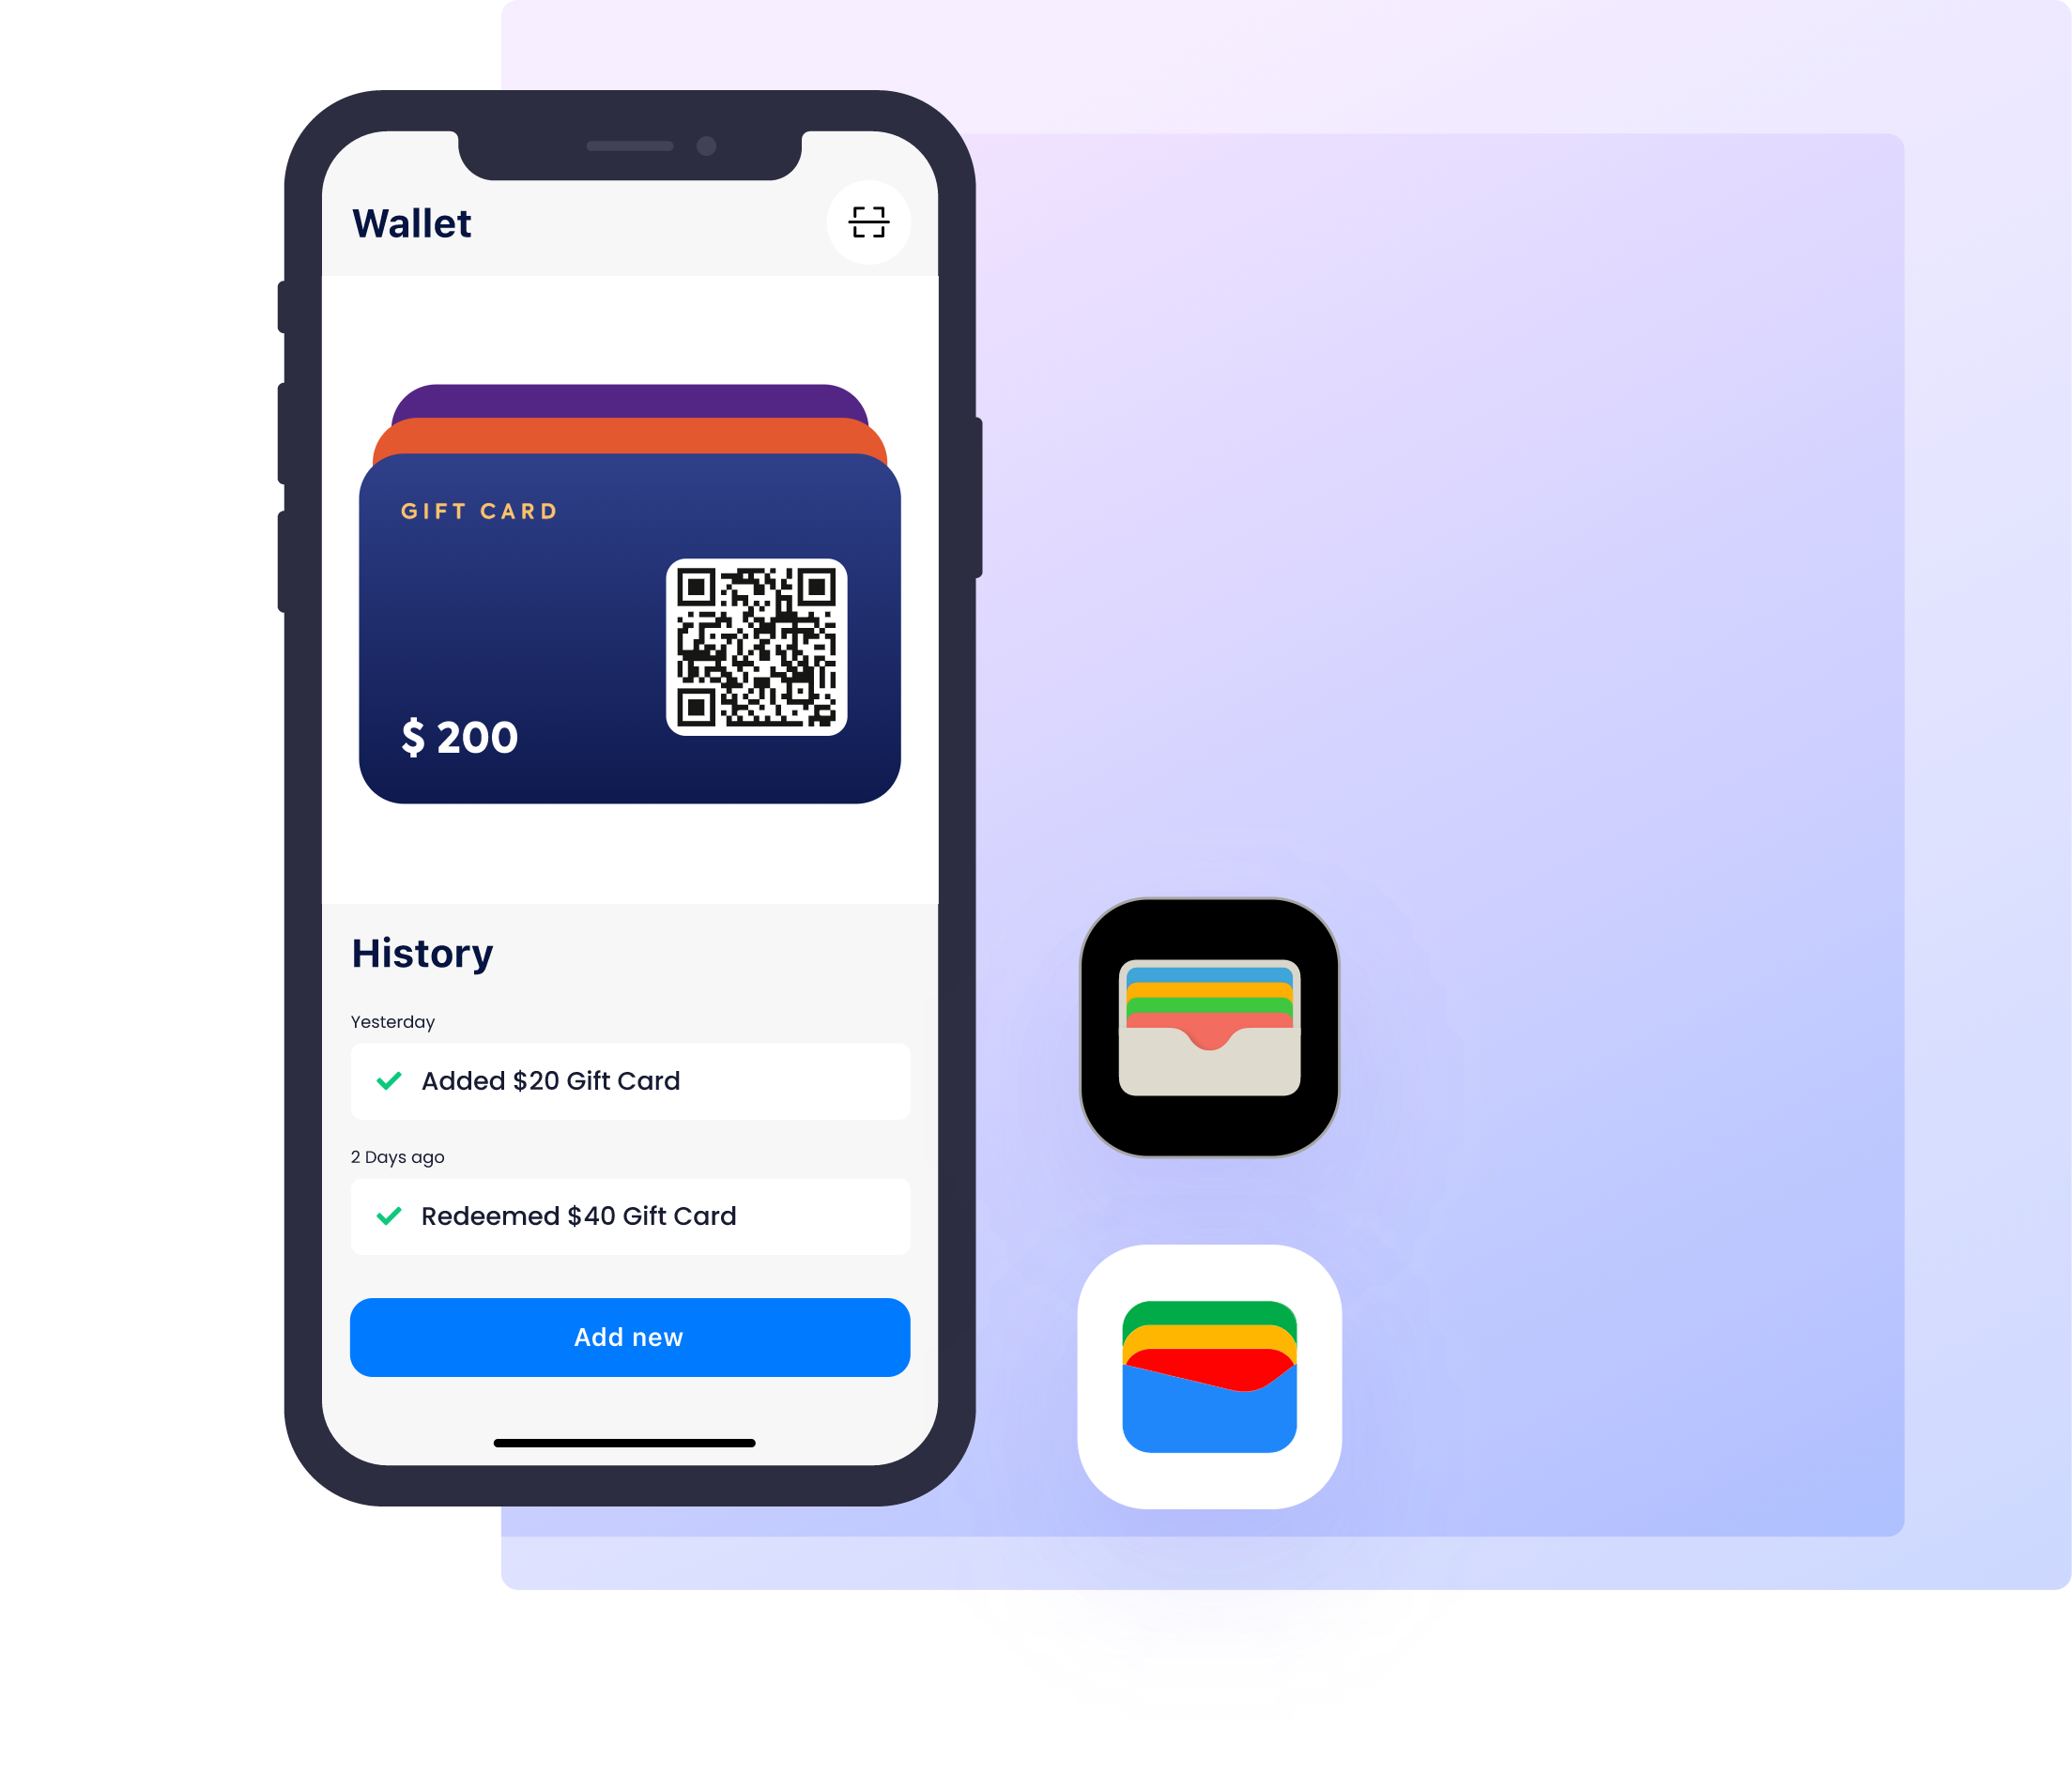 Wallet
GIFT CARD
$ 200
History
Yesterday
Added $20 Gift Card
2 Days ago
Redeemed $40 Gift Card
Add new